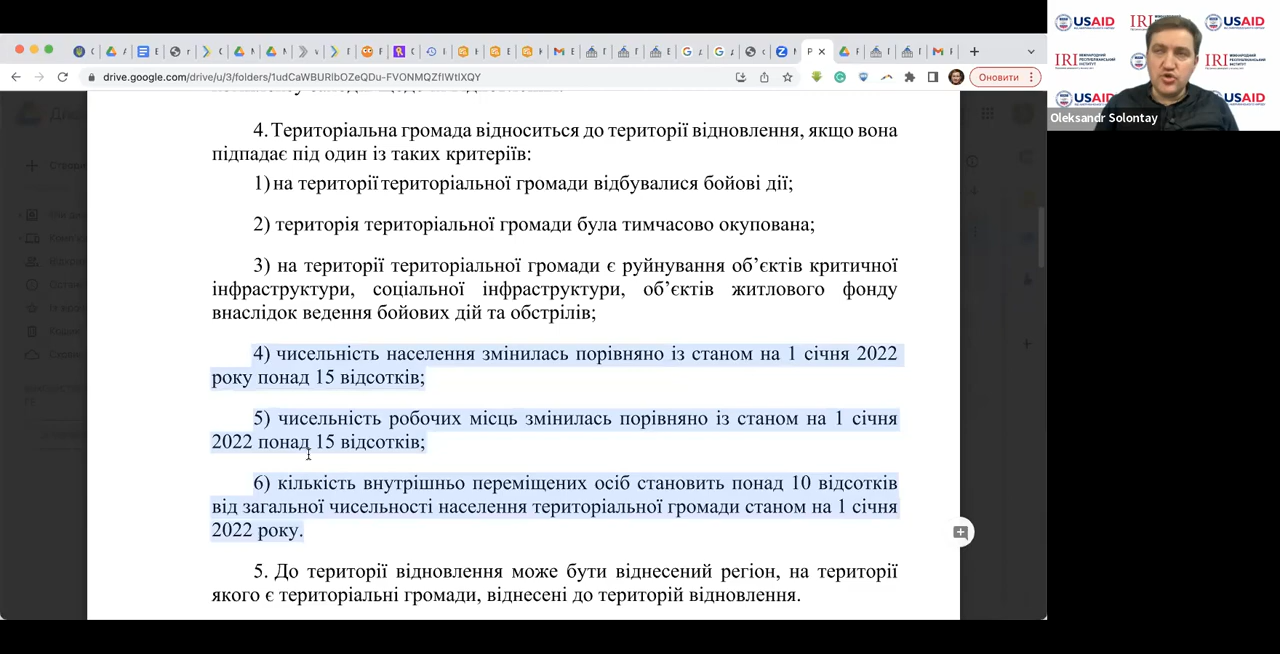 Оновити
drive.google.com/drive/u/3/folders/1udCaWBURIbOZeQDu-FVONMQZfIWtIXQY
USAID
IRI
USAID
IRI
IRI
USAID
USAID
Oleksandr Solontay
4. Територіальна громада відноситься до території відновлення, якщо вона
підпадає під один із таких критеріїв:
1) на території територіальної громади відбувалися бойові дії;
2) територія територіальної громади була тимчасово окупована;
3) на території територіальної громади є руйнування об’єктів критичної
інфраструктури, соціальної інфраструктури, об’єктів житлового фонду
внаслідок ведення бойових дій та обстрілів;
4) чисельність населення змінилась порівняно із станом на 1 січня 2022
року понад 15 відсотків;
5) чисельність робочих місць змінилась порівняно із станом на 1 січня
2022 понад 15 відсотків;
6) кількість внутрішньо переміщених осіб становить понад 10 відсотків
від загальної чисельності населення територіальної громади станом на 1 січня
2022 року.
5. До території відновлення може бути віднесений регіон, на території
якого є територіальні громади, віднесені до територій відновлення.